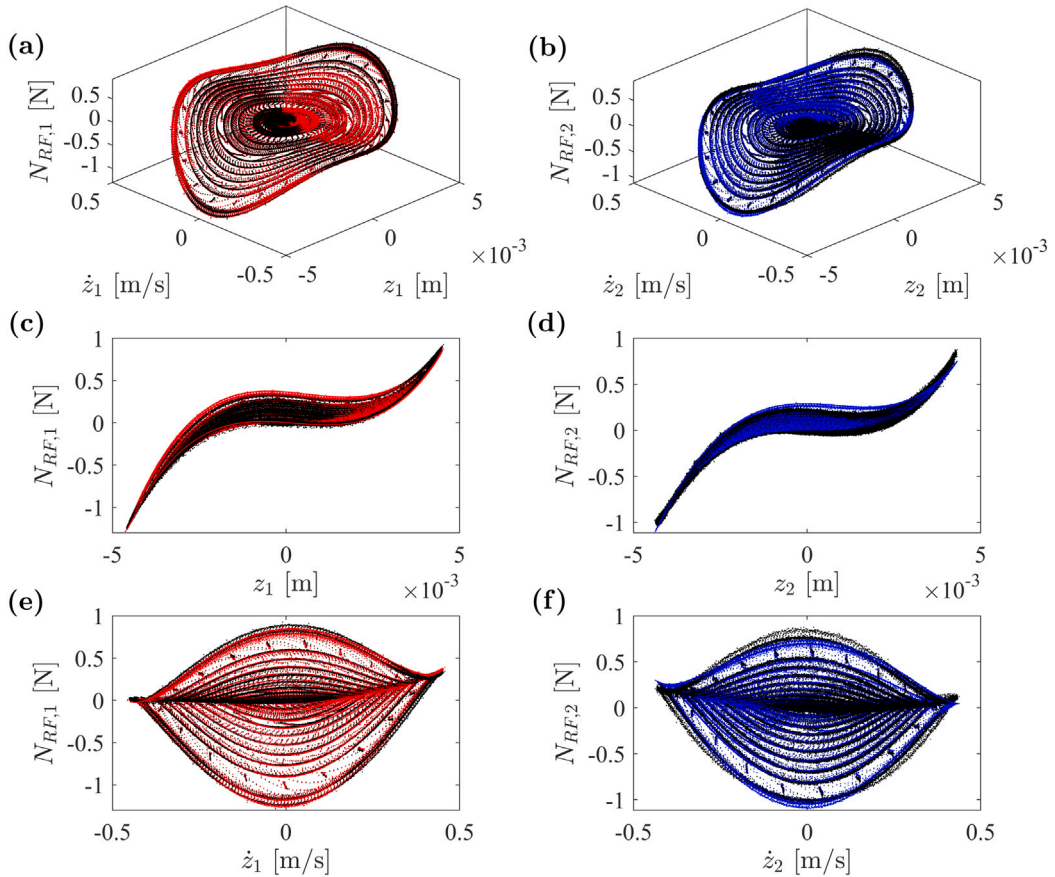 (a)
N_{RF,1} [N]
0.5
0
-0.5
-1
0.5
0
-0.5
ż_1 [m/s]
-5
0
5
×10^{-3}
z_1 [m]
(b)
N_{RF,2} [N]
0.5
0
-0.5
-1
0.5
0
-0.5
ż_2 [m/s]
-5
0
5
×10^{-3}
z_2 [m]
(c)
N_{RF,1} [N]
1
0.5
0
-0.5
-1
-5
0
5
z_1 [m]
×10^{-3}
(d)
N_{RF,2} [N]
1
0.5
0
-0.5
-1
-5
0
5
z_2 [m]
×10^{-3}
(e)
N_{RF,1} [N]
1
0.5
0
-0.5
-1
-0.5
0
0.5
ż_1 [m/s]
(f)
N_{RF,2} [N]
1
0.5
0
-0.5
-1
-0.5
0
0.5
ż_2 [m/s]